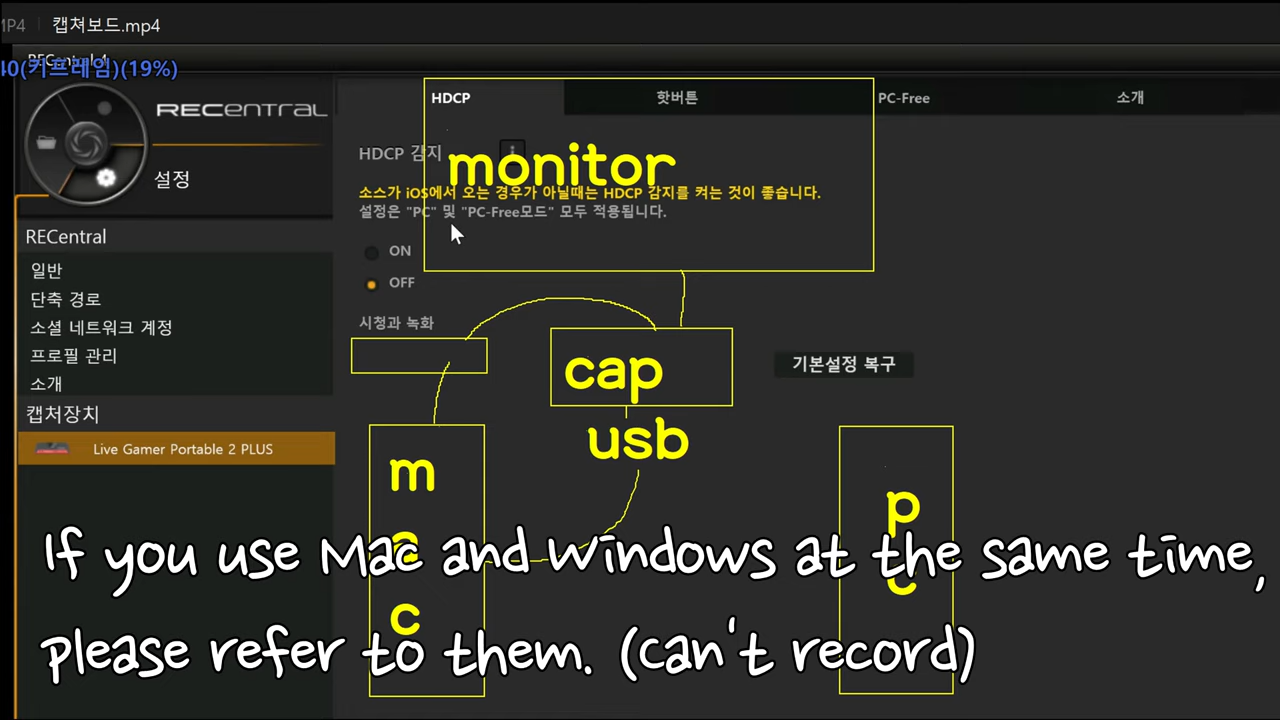 MP4 캡쳐보드.mp4
RECentral 4
40(키프레임)(19%)
RECENTRAL
설정
HDCP 핫버튼 PC-Free 소개
HDCP 감지 i
monitor
소스가 iOS에서 오는 경우가 아닐때는 HDCP 감지를 켜는 것이 좋습니다.
설정은 "PC" 및 "PC-Free모드" 모두 적용됩니다.
ON
OFF
시청과 녹화
RECentral
일반
단축 경로
소셜 네트워크 계정
프로필 관리
소개
캡처장치
Live Gamer Portable 2 PLUS
cap
기본설정 복구
usb
m
a
c
p
c
If you use Mac and windows at the same time,
please refer to them. (can't record)